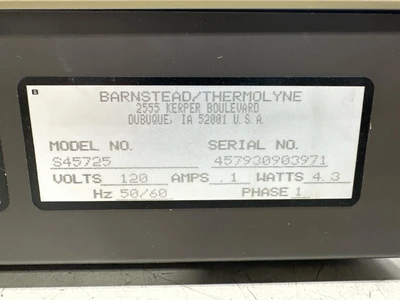 BARNSTEAD/THERMOLYNE
2555 KERPER BOULEVARD
DUBUQUE, IA 52001 U.S.A
MODEL NO. SERIAL NO.
S45725 457930903971
VOLTS 120 AMPS .1 WATTS 4.3
Hz 50/60 PHASE 1